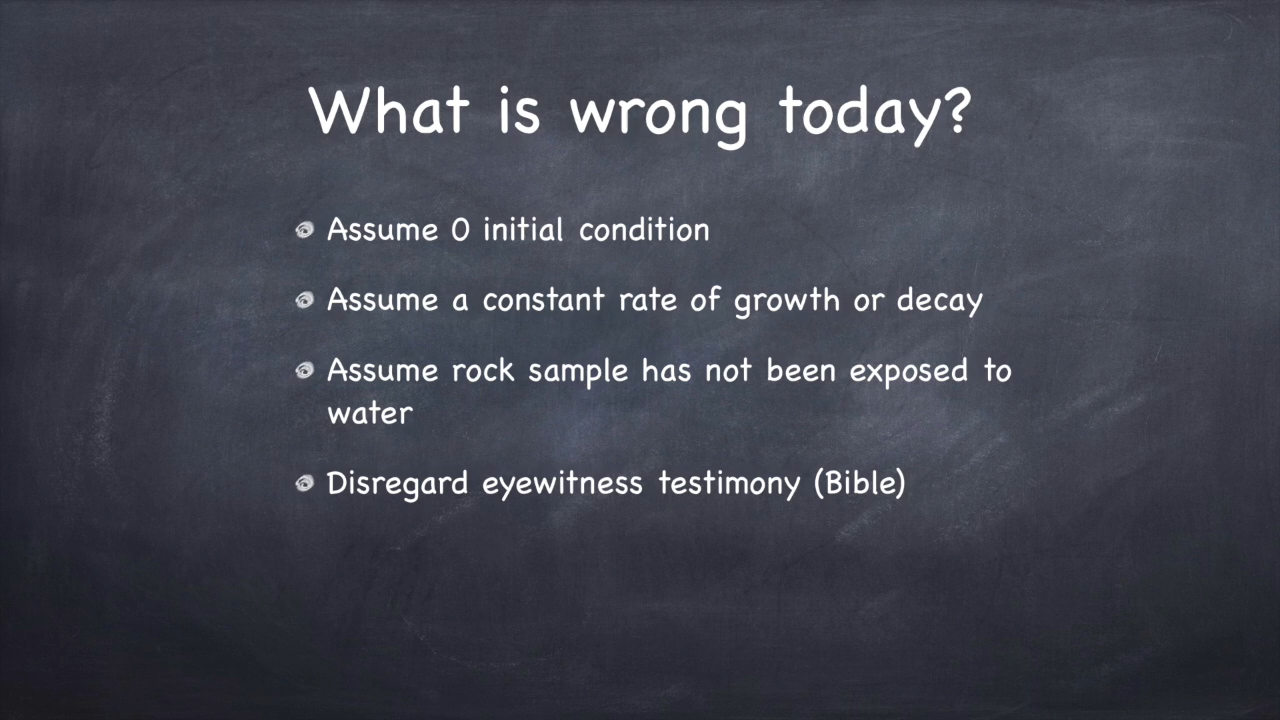 What is wrong today?
Assume 0 initial condition
Assume a constant rate of growth or decay
Assume rock sample has not been exposed to
water
Disregard eyewitness testimony (Bible)